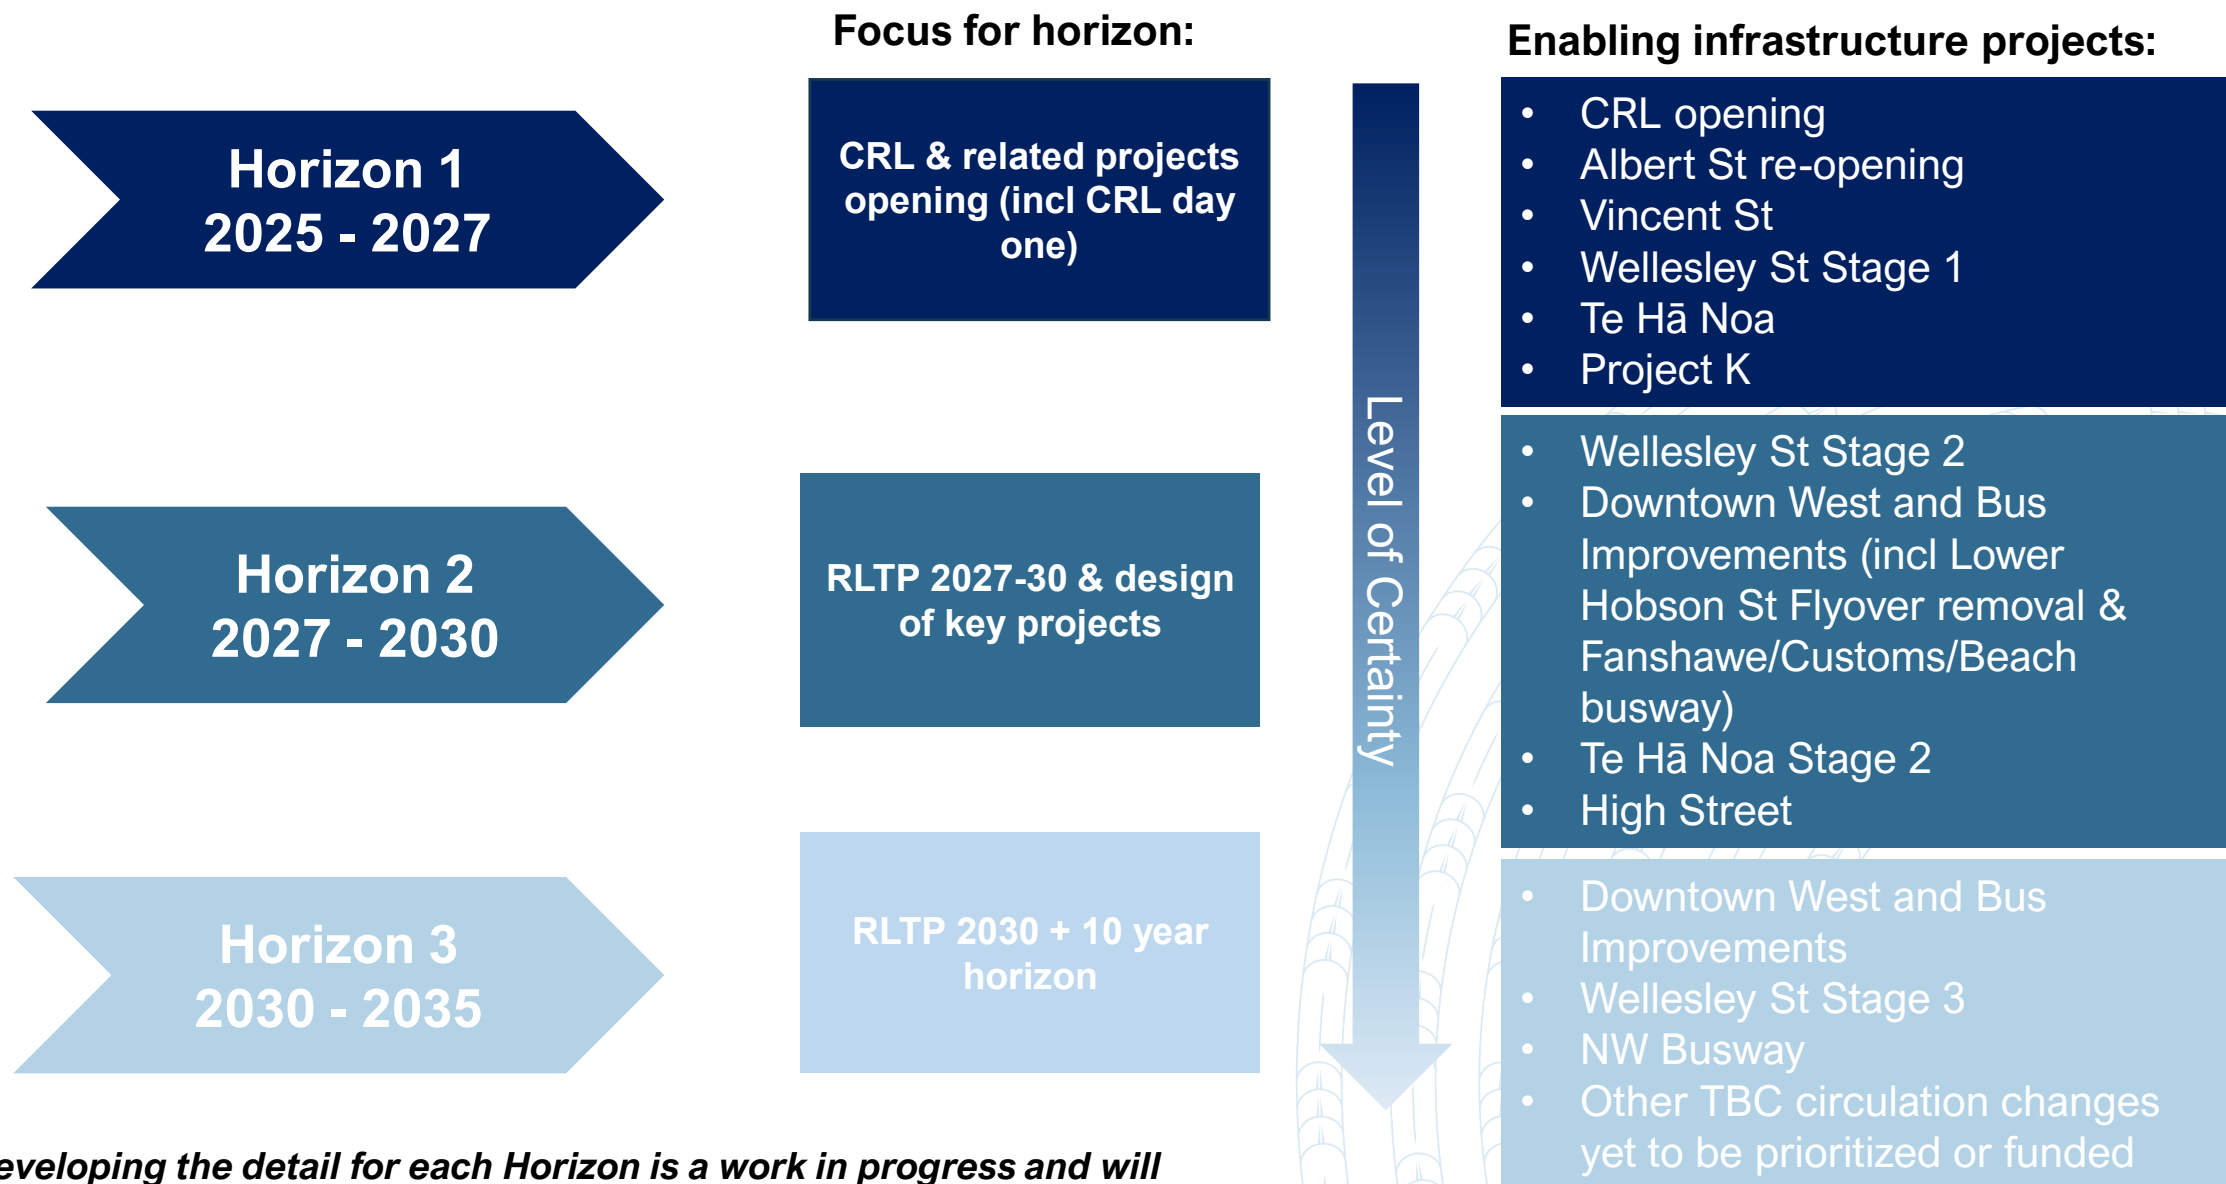 Focus for horizon:
Enabling infrastructure projects:
Horizon 1
2025 - 2027
CRL & related projects
opening (incl CRL day
one)
• CRL opening
• Albert St re-opening
• Vincent St
• Wellesley St Stage 1
• Te Hā Noa
• Project K
Level of Certainty
Horizon 2
2027 - 2030
RLTP 2027-30 & design
of key projects
• Wellesley St Stage 2
• Downtown West and Bus
Improvements (incl Lower
Hobson St Flyover removal &
Fanshawe/Customs/Beach
busway)
• Te Hā Noa Stage 2
• High Street
Horizon 3
2030 - 2035
RLTP 2030 + 10 year
horizon
• Downtown West and Bus
Improvements
• Wellesley St Stage 3
• NW Busway
• Other TBC circulation changes
yet to be prioritized or funded
eveloping the detail for each Horizon is a work in progress and will